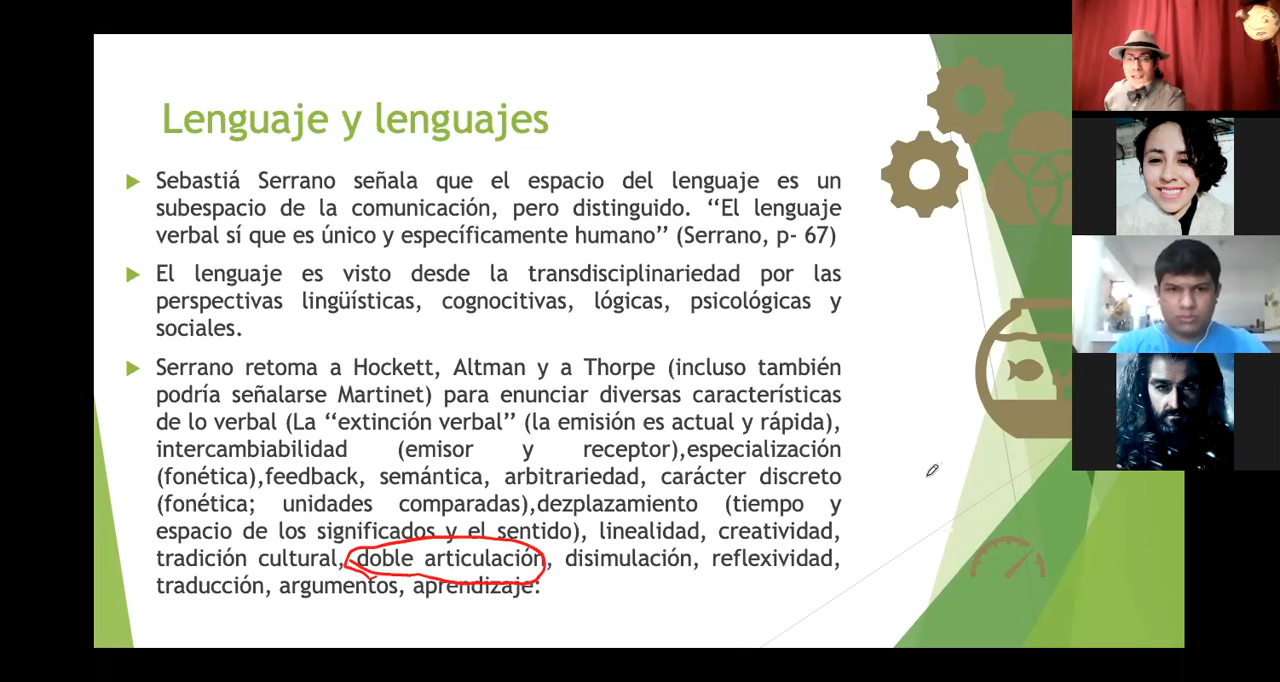 Lenguaje y lenguajes
Sebastiá Serrano señala que el espacio del lenguaje es un
subespacio de la comunicación, pero distinguido. “El lenguaje
verbal sí que es único y específicamente humano” (Serrano, p- 67)
El lenguaje es visto desde la transdisciplinariedad por las
perspectivas lingüísticas, cognocitivas, lógicas, psicológicas y
sociales.
Serrano retoma a Hockett, Altman y a Thorpe (incluso también
podría señalarse Martinet) para enunciar diversas características
de lo verbal (La “extinción verbal” (la emisión es actual y rápida),
intercambiabilidad (emisor y receptor),especialización
(fonética),feedback, semántica, arbitrariedad, carácter discreto
(fonética; unidades comparadas),dezplazamiento (tiempo y
espacio de los significados y el sentido), linealidad, creatividad,
tradición cultural, doble articulación, disimulación, reflexividad,
traducción, argumentos, aprendizaje: